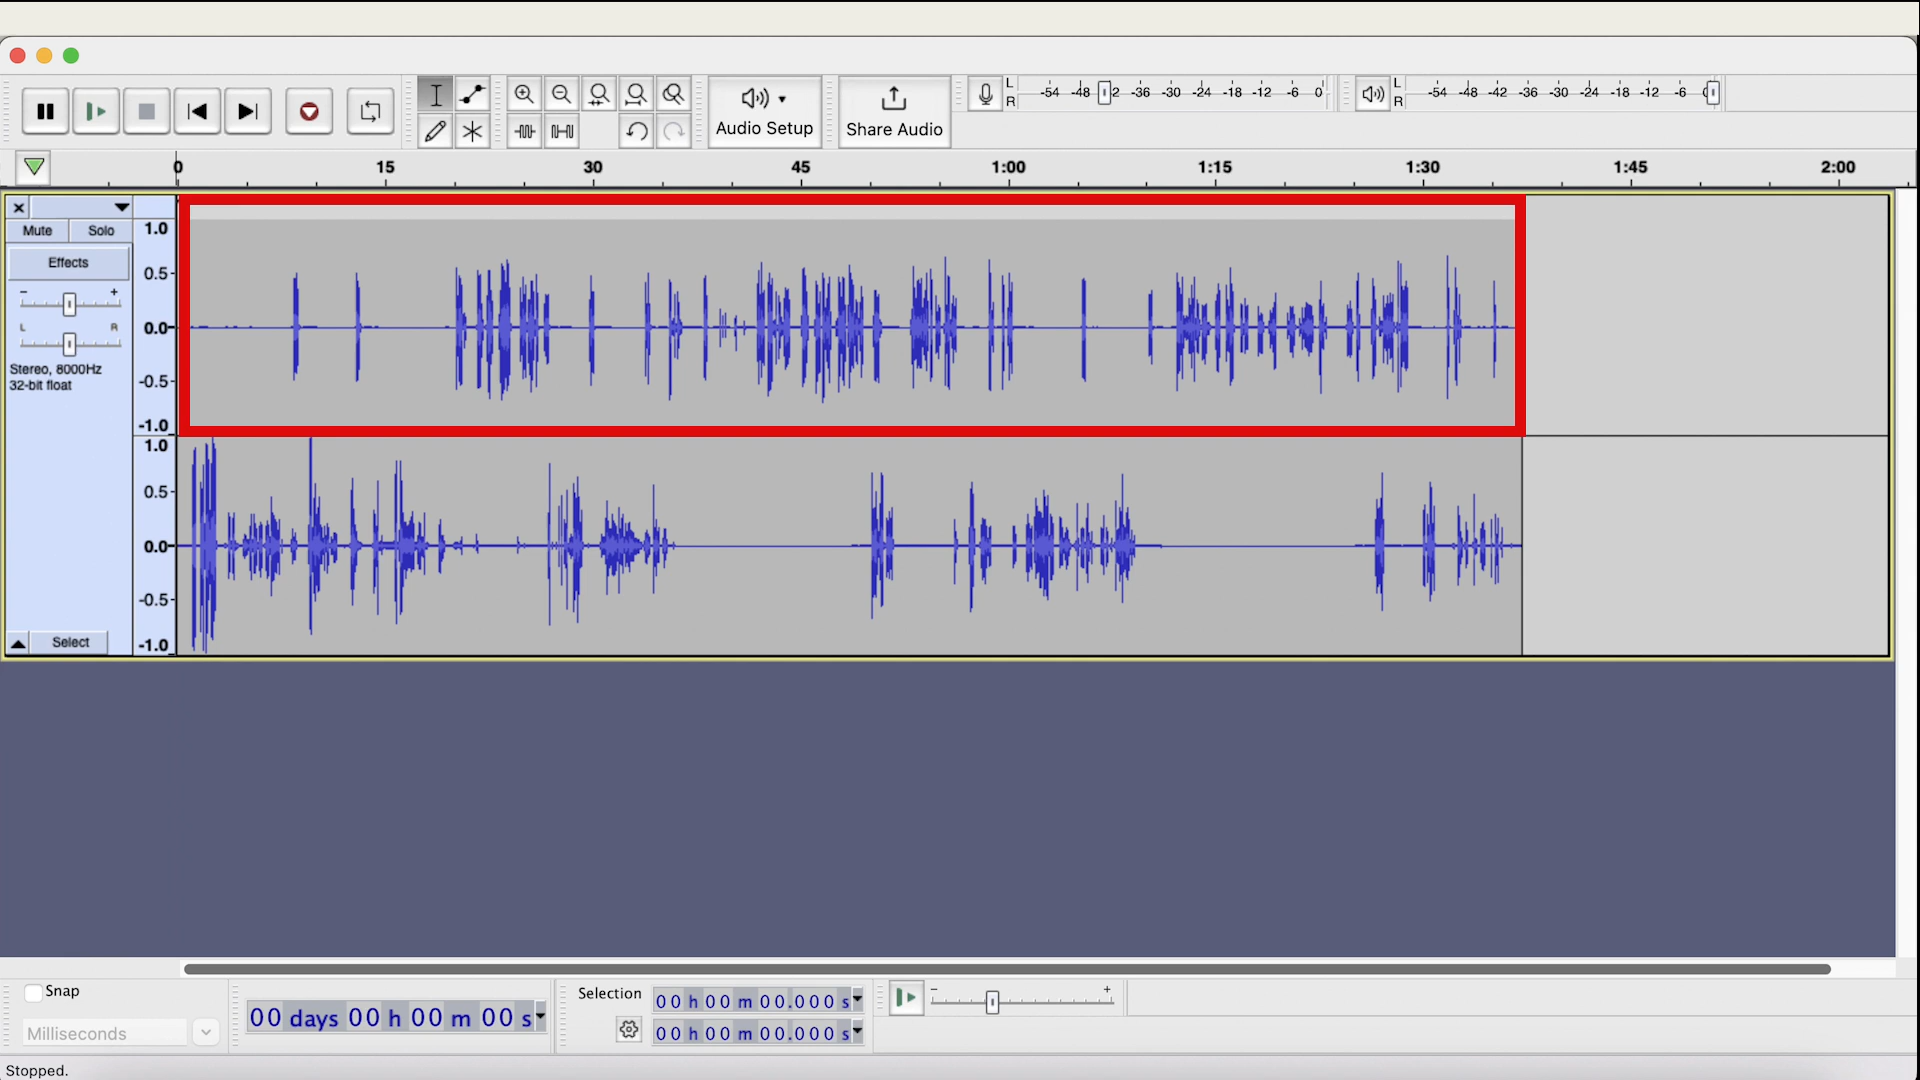 L
R
-54 -48 -42 -36 -30 -24 -18 -12 -6 0
L
R
-54 -48 -42 -36 -30 -24 -18 -12 -6
Audio Setup
Share Audio
0 15 30 45 1:00 1:15 1:30 1:45 2:00
Mute Solo
Effects
- +
L R
Stereo, 8000Hz
32-bit float
Select
1.0
0.5
0.0
-0.5
-1.0
1.0
0.5
0.0
-0.5
-1.0
Snap
Milliseconds
00 days 00 h 00 m 00 s
Selection
00 h 00 m 00.000 s
00 h 00 m 00.000 s
- +
Stopped.